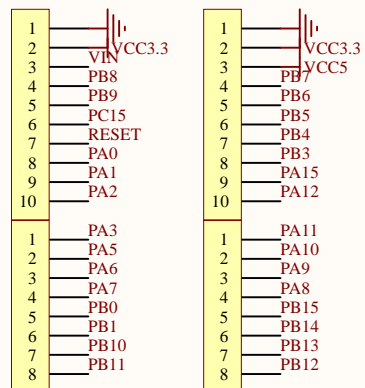 1
2 VCC3.3
3 VIN
4 PB8
5 PB9
6 PC15
7 RESET
8 PA0
9 PA1
10 PA2
1 PA3
2 PA5
3 PA6
4 PA7
5 PB0
6 PB1
7 PB10
8 PB11
1
2 VCC3.3
3 VCC5
4 PB7
5 PB6
6 PB5
7 PB4
8 PB3
9 PA15
10 PA12
1 PA11
2 PA10
3 PA9
4 PA8
5 PB15
6 PB14
7 PB13
8 PB12